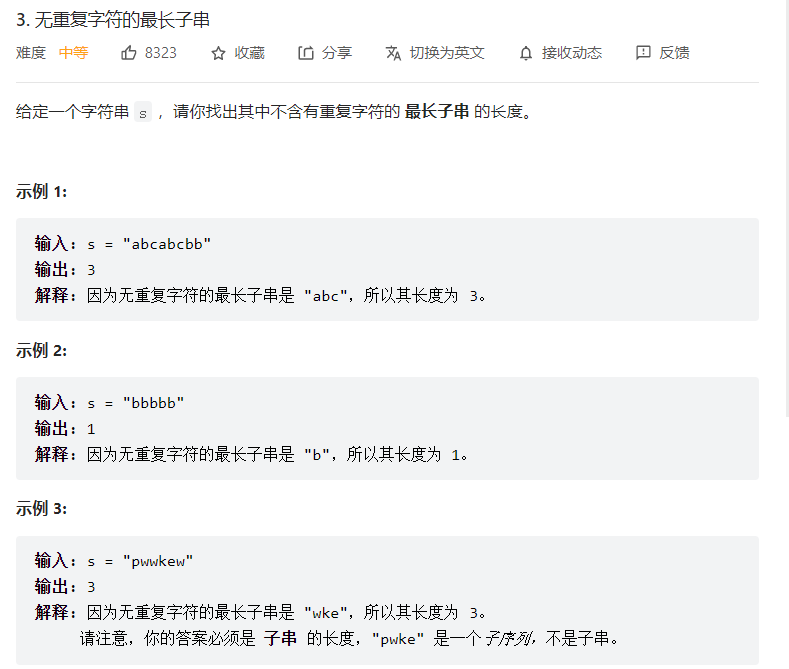 3. 无重复字符的最长子串
难度 中等 8323 收藏 分享 切换为英文 接收动态 反馈
给定一个字符串 s ，请你找出其中不含有重复字符的 最长子串 的长度。
示例 1:
输入: s = "abcabcbb"
输出: 3
解释: 因为无重复字符的最长子串是 "abc"，所以其长度为 3。
示例 2:
输入: s = "bbbbb"
输出: 1
解释: 因为无重复字符的最长子串是 "b"，所以其长度为 1。
示例 3:
输入: s = "pwwkew"
输出: 3
解释: 因为无重复字符的最长子串是 "wke"，所以其长度为 3。
请注意，你的答案必须是 子串 的长度，"pwke" 是一个子序列，不是子串。